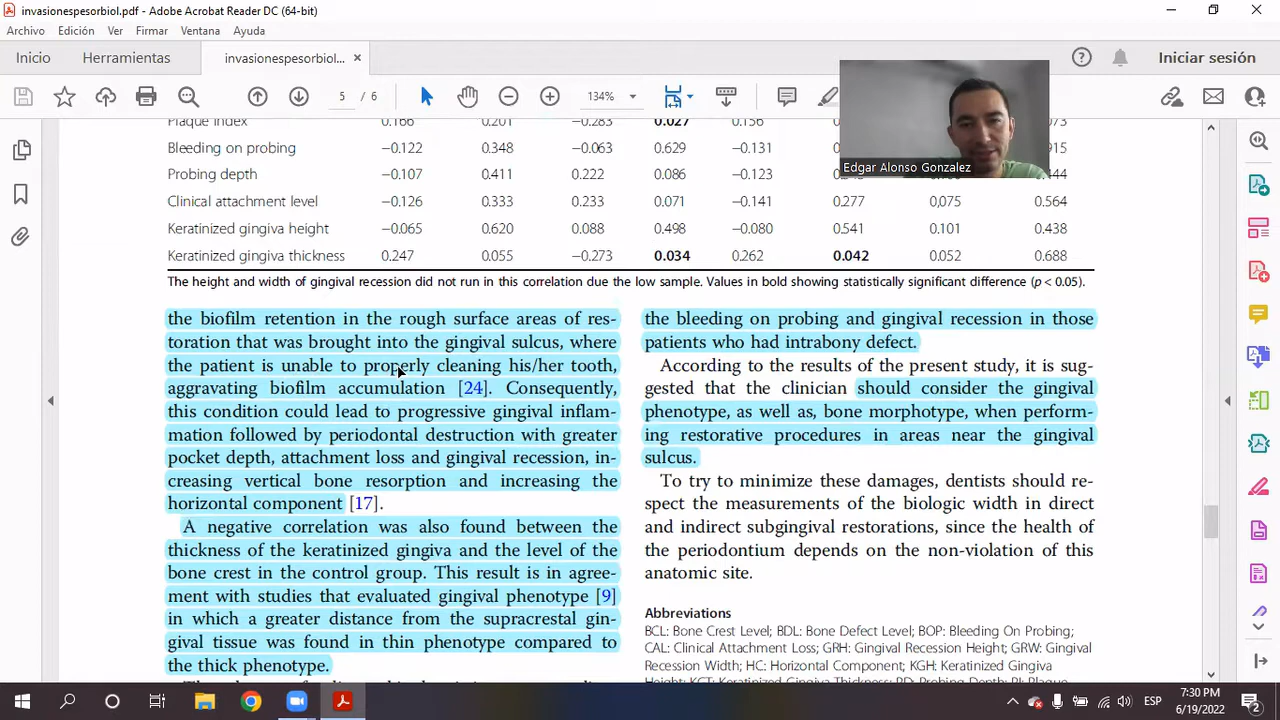 invasionespesorbiol.pdf - Adobe Acrobat Reader DC (64-bit)
Archivo Edición Ver Firmar Ventana Ayuda
Inicio Herramientas invasionespesorbiol... × Iniciar sesión
5 / 6 134%
Plaque index 0.166 0.201 −0.283 0.027 0.156
Bleeding on probing −0.122 0.348 −0.063 0.629 −0.131
Probing depth −0.107 0.411 0.222 0.086 −0.123
Edgar Alonso Gonzalez
Clinical attachment level −0.126 0.333 0.233 0.071 −0.141 0.277 0,075 0.564
Keratinized gingiva height −0.065 0.620 0.088 0.498 −0.080 0.541 0.101 0.438
Keratinized gingiva thickness 0.247 0.055 −0.273 0.034 0.262 0.042 0.052 0.688
The height and width of gingival recession did not run in this correlation due the low sample. Values in bold showing statistically significant difference (p < 0.05).
the biofilm retention in the rough surface areas of res-
toration that was brought into the gingival sulcus, where
the patient is unable to properly cleaning his/her tooth,
aggravating biofilm accumulation [24]. Consequently,
this condition could lead to progressive gingival inflam-
mation followed by periodontal destruction with greater
pocket depth, attachment loss and gingival recession, in-
creasing vertical bone resorption and increasing the
horizontal component [17].
A negative correlation was also found between the
thickness of the keratinized gingiva and the level of the
bone crest in the control group. This result is in agree-
ment with studies that evaluated gingival phenotype [9]
in which a greater distance from the supracrestal gin-
gival tissue was found in thin phenotype compared to
the thick phenotype.
the bleeding on probing and gingival recession in those
patients who had intrabony defect.
According to the results of the present study, it is sug-
gested that the clinician should consider the gingival
phenotype, as well as, bone morphotype, when perform-
ing restorative procedures in areas near the gingival
sulcus.
To try to minimize these damages, dentists should re-
spect the measurements of the biologic width in direct
and indirect subgingival restorations, since the health of
the periodontium depends on the non-violation of this
anatomic site.
Abbreviations
BCL: Bone Crest Level; BDL: Bone Defect Level; BOP: Bleeding On Probing;
CAL: Clinical Attachment Loss; GRH: Gingival Recession Height; GRW: Gingival
Recession Width; HC: Horizontal Component; KGH: Keratinized Gingiva
ESP 7:30 PM
6/19/2022 2